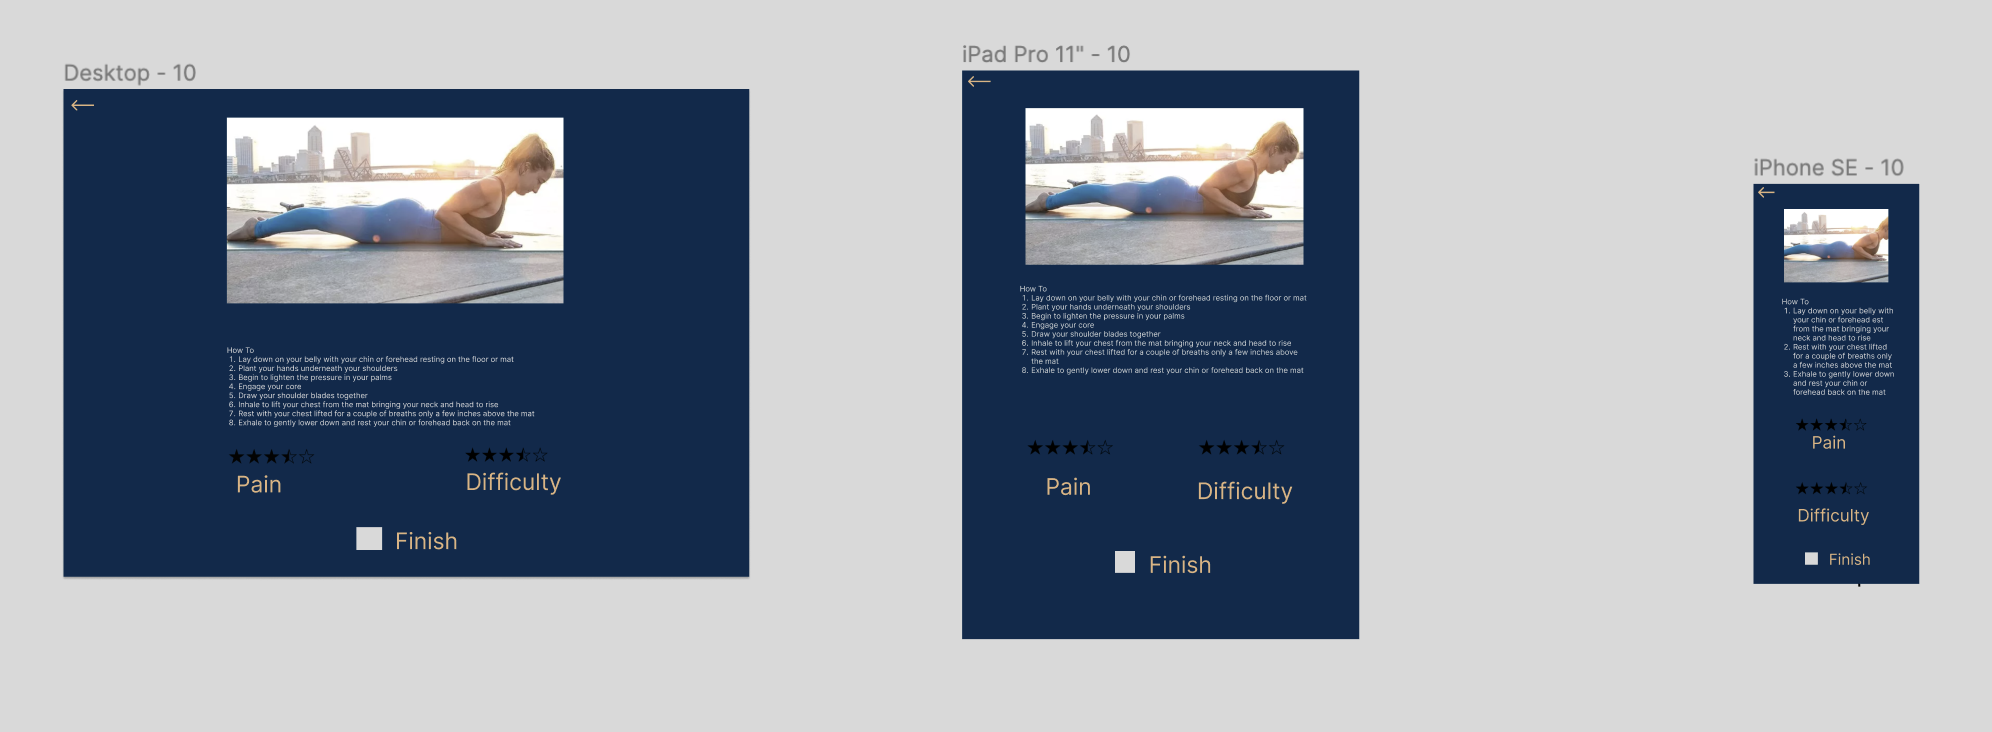 Desktop - 10
How To
1. Lay down on your belly with your chin or forehead resting on the floor or mat
2. Plant your hands underneath your shoulders
3. Begin to lighten the pressure in your palms
4. Engage your core
5. Draw your shoulder blades together
6. Inhale to lift your chest from the mat bringing your neck and head to rise
7. Rest with your chest lifted for a couple of breaths only a few inches above the mat
8. Exhale to gently lower down and rest your chin or forehead back on the mat
Pain
Difficulty
Finish
iPad Pro 11" - 10
How To
1. Lay down on your belly with your chin or forehead resting on the floor or mat
2. Plant your hands underneath your shoulders
3. Begin to lighten the pressure in your palms
4. Engage your core
5. Draw your shoulder blades together
6. Inhale to lift your chest from the mat bringing your neck and head to rise
7. Rest with your chest lifted for a couple of breaths only a few inches above
the mat
8. Exhale to gently lower down and rest your chin or forehead back on the mat
Pain
Difficulty
Finish
iPhone SE - 10
How To
1. Lay down on your belly with
your chin or forehead est
from the mat bringing your
neck and head to rise
2. Rest with your chest lifted
for a couple of breaths only
a few inches above the mat
3. Exhale to gently lower down
and rest your chin or
forehead back on the mat
Pain
Difficulty
Finish